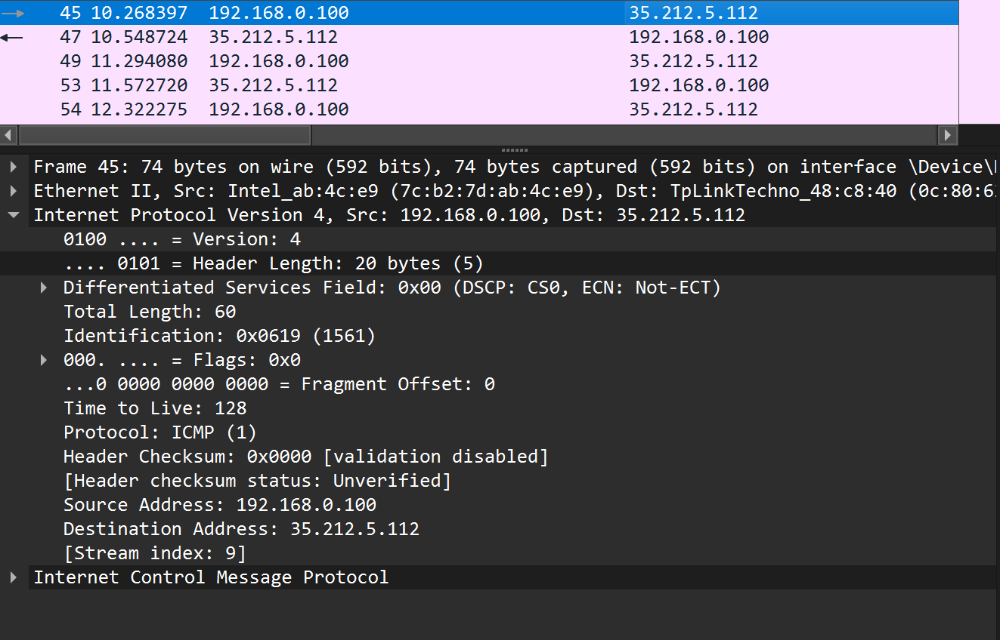 45 10.268397 192.168.0.100 35.212.5.112
47 10.548724 35.212.5.112 192.168.0.100
49 11.294080 192.168.0.100 35.212.5.112
53 11.572720 35.212.5.112 192.168.0.100
54 12.322275 192.168.0.100 35.212.5.112
Frame 45: 74 bytes on wire (592 bits), 74 bytes captured (592 bits) on interface \Device\
Ethernet II, Src: Intel_ab:4c:e9 (7c:b2:7d:ab:4c:e9), Dst: TpLinkTechno_48:c8:40 (0c:80:6
Internet Protocol Version 4, Src: 192.168.0.100, Dst: 35.212.5.112
0100 .... = Version: 4
.... 0101 = Header Length: 20 bytes (5)
Differentiated Services Field: 0x00 (DSCP: CS0, ECN: Not-ECT)
Total Length: 60
Identification: 0x0619 (1561)
000. .... = Flags: 0x0
...0 0000 0000 0000 = Fragment Offset: 0
Time to Live: 128
Protocol: ICMP (1)
Header Checksum: 0x0000 [validation disabled]
[Header checksum status: Unverified]
Source Address: 192.168.0.100
Destination Address: 35.212.5.112
[Stream index: 9]
Internet Control Message Protocol